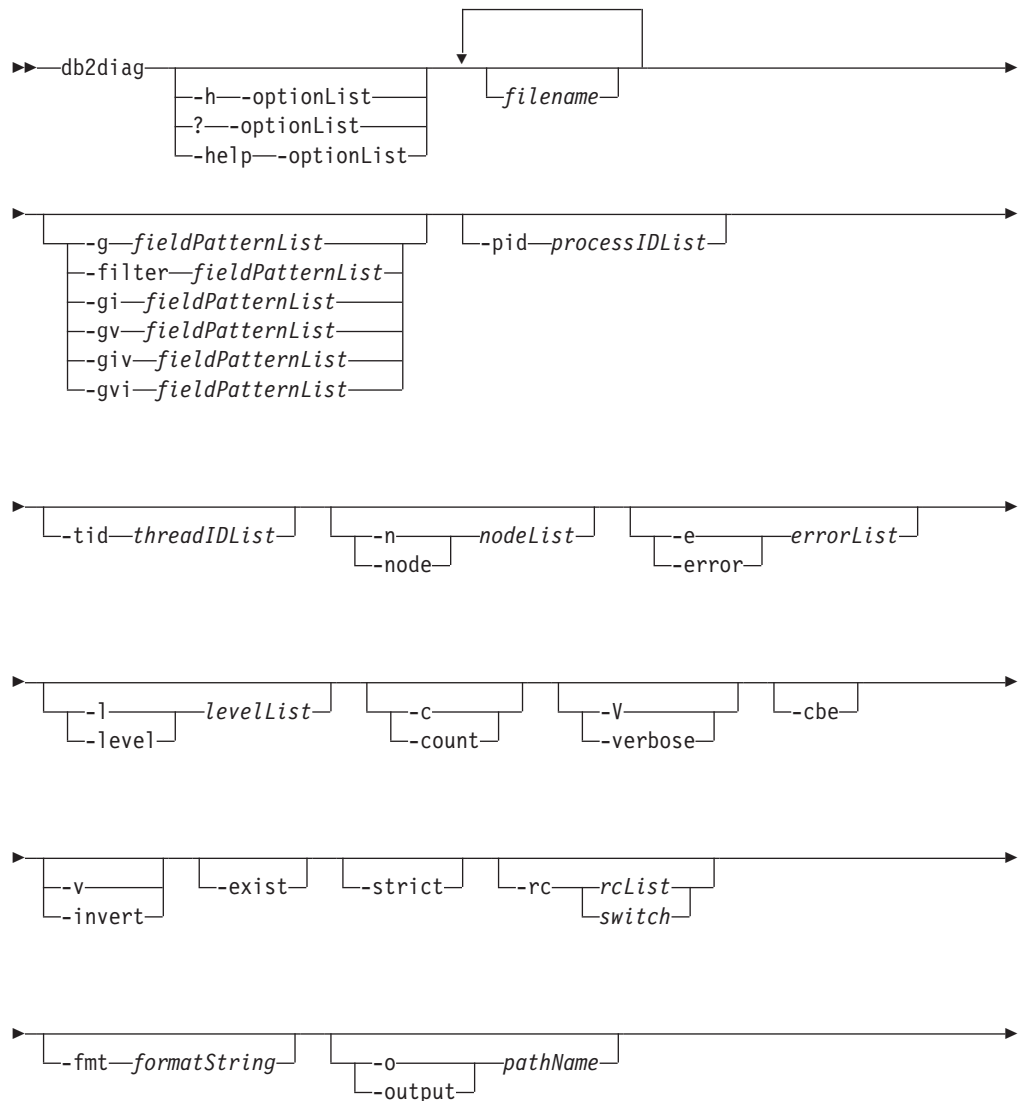 db2diag
-h -optionList
? -optionList
-help -optionList
filename
-g fieldPatternList
-filter fieldPatternList
-gi fieldPatternList
-gv fieldPatternList
-giv fieldPatternList
-gvi fieldPatternList
-pid processIDList
-tid threadIDList
-n
-node
nodeList
-e
-error
errorList
-l
-level
levelList
-c
-count
-V
-verbose
-cbe
-v
-invert
-exist
-strict
-rc rcList
switch
-fmt formatString
-o
-output
pathName